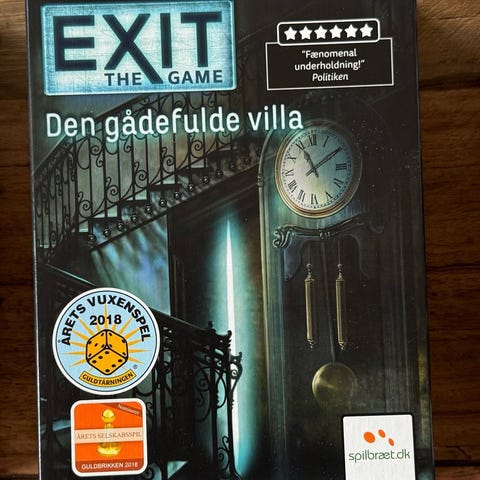 EXIT
THE GAME
"Fænomenal
underholdning!"
Politiken
Den gådefulde villa
ÅRETS VUXENSPEL
2018
GULDTÄRNINGEN
Nomineret
ÅRETS SELSKABSSPIL
GULDBRIKKEN 2018
spilbræt.dk